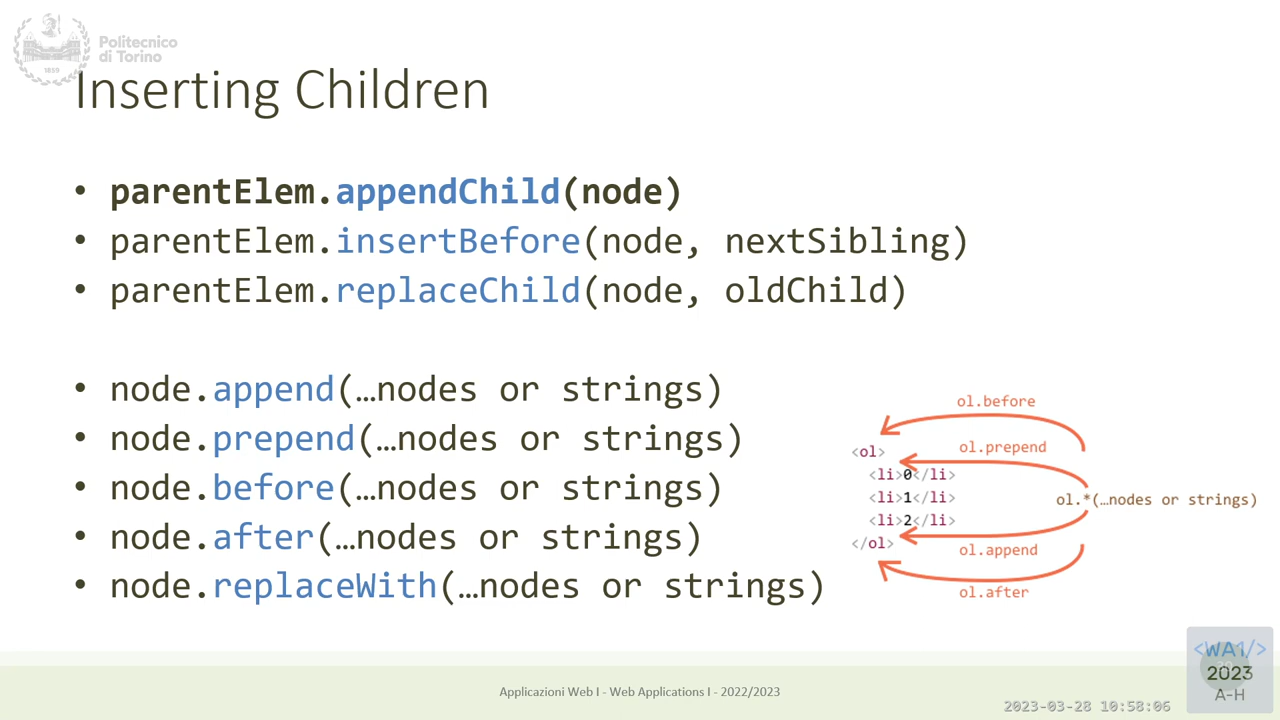 Politecnico
di Torino
1859
Inserting Children
• parentElem.appendChild(node)
• parentElem.insertBefore(node, nextSibling)
• parentElem.replaceChild(node, oldChild)
• node.append(…nodes or strings)
• node.prepend(…nodes or strings)
• node.before(…nodes or strings)
• node.after(…nodes or strings)
• node.replaceWith(…nodes or strings)
ol.before
<ol>
ol.prepend
<li>0</li>
<li>1</li>
ol.*(…nodes or strings)
<li>2</li>
</ol>
ol.append
ol.after
Applicazioni Web I - Web Applications I - 2022/2023
<WA1/>
2023
A-H
2023-03-28 10:58:06